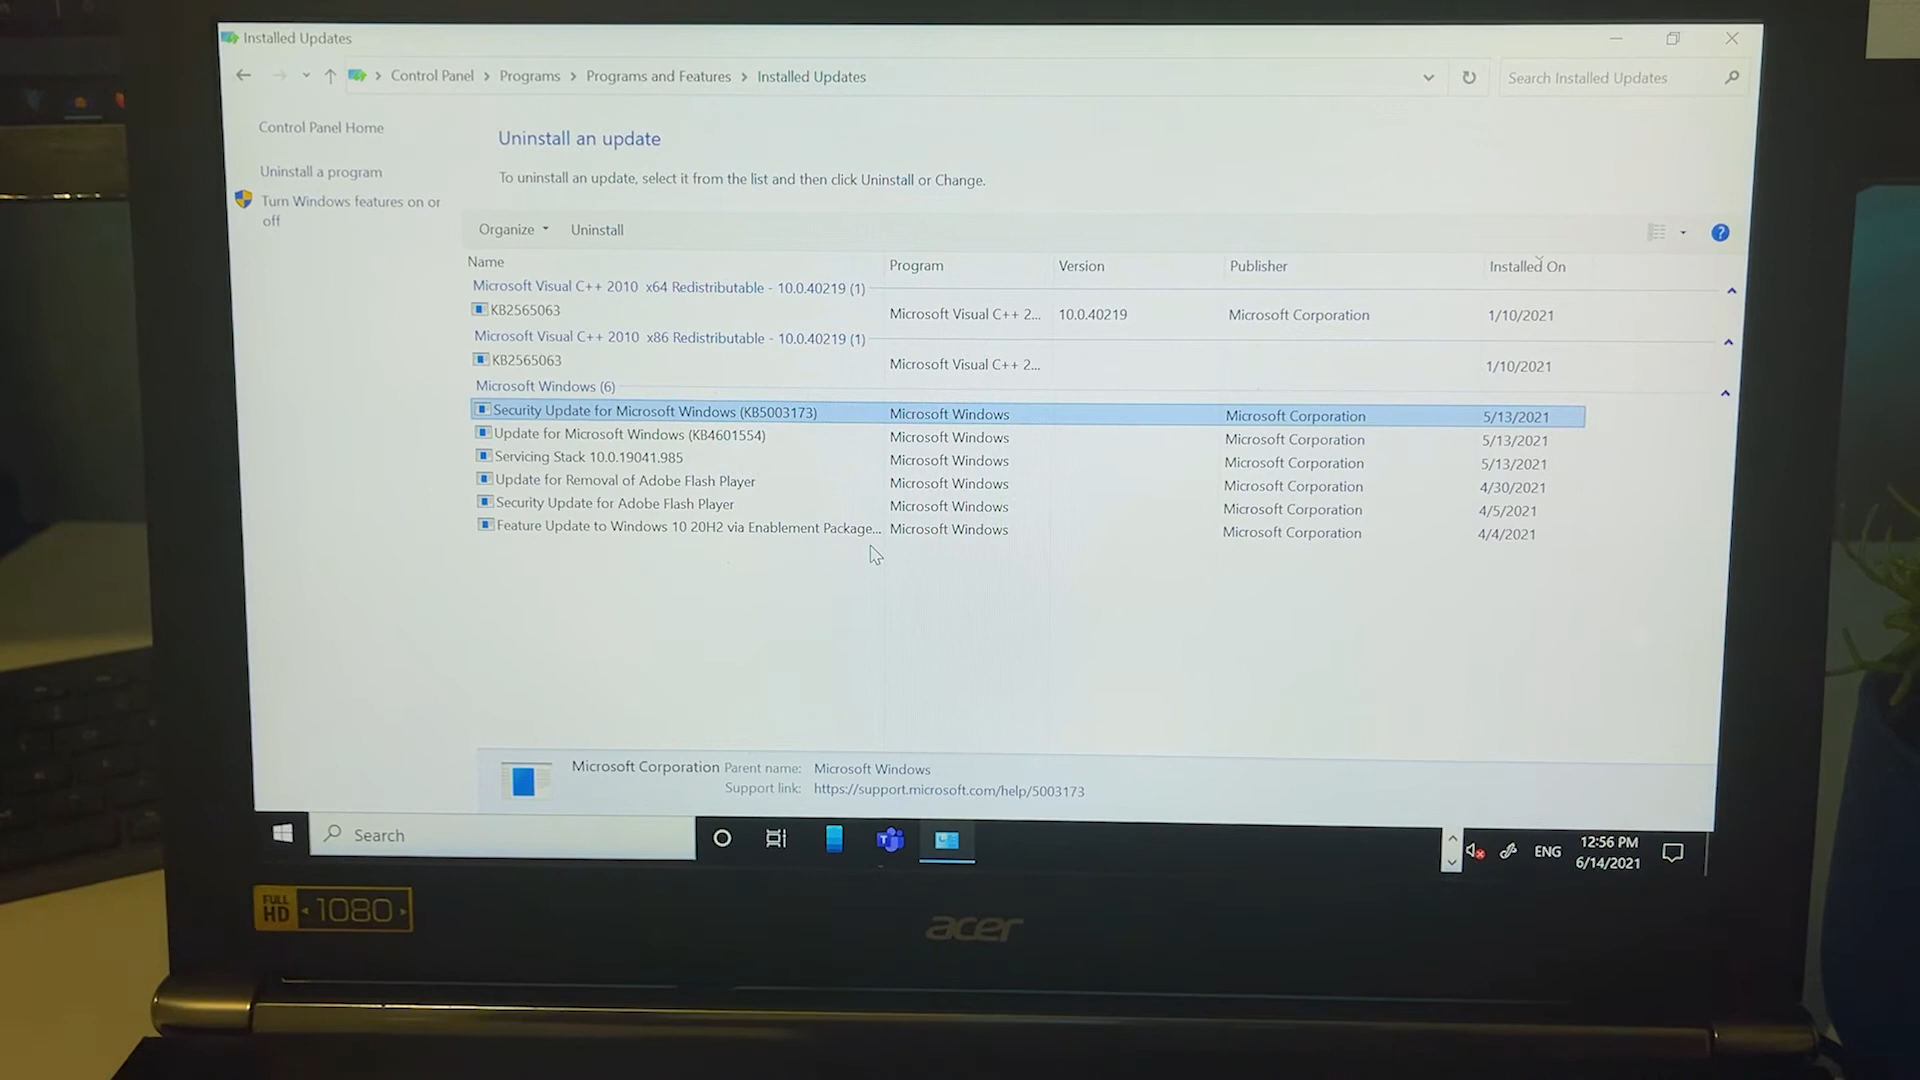 Installed Updates
Control Panel > Programs > Programs and Features > Installed Updates
Search Installed Updates
Control Panel Home
Uninstall a program
Turn Windows features on or
off
Uninstall an update
To uninstall an update, select it from the list and then click Uninstall or Change.
Organize Uninstall
Name Program Version Publisher Installed On
Microsoft Visual C++ 2010 x64 Redistributable - 10.0.40219 (1)
KB2565063 Microsoft Visual C++ 2... 10.0.40219 Microsoft Corporation 1/10/2021
Microsoft Visual C++ 2010 x86 Redistributable - 10.0.40219 (1)
KB2565063 Microsoft Visual C++ 2... 1/10/2021
Microsoft Windows (6)
Security Update for Microsoft Windows (KB5003173) Microsoft Windows Microsoft Corporation 5/13/2021
Update for Microsoft Windows (KB4601554) Microsoft Windows Microsoft Corporation 5/13/2021
Servicing Stack 10.0.19041.985 Microsoft Windows Microsoft Corporation 5/13/2021
Update for Removal of Adobe Flash Player Microsoft Windows Microsoft Corporation 4/30/2021
Security Update for Adobe Flash Player Microsoft Windows Microsoft Corporation 4/5/2021
Feature Update to Windows 10 20H2 via Enablement Package... Microsoft Windows Microsoft Corporation 4/4/2021
Microsoft Corporation Parent name: Microsoft Windows
Support link: https://support.microsoft.com/help/5003173
Search
ENG
12:56 PM
6/14/2021
FULL
HD
1080
acer